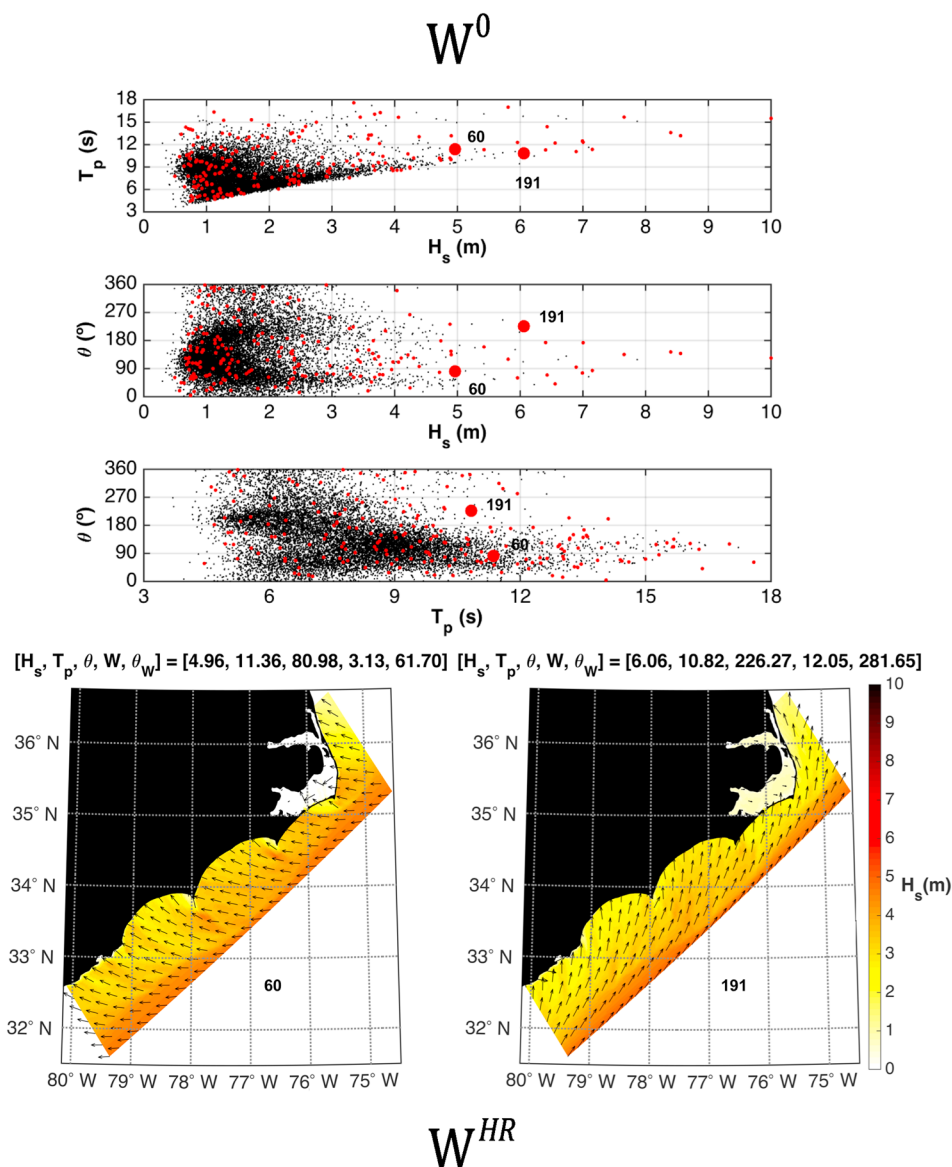 W⁰
18
15
12
9
6
3
T_p (s)
60
191
0 1 2 3 4 5 6 7 8 9 10
H_s (m)
360
270
180
90
0
θ (º)
191
60
0 1 2 3 4 5 6 7 8 9 10
H_s (m)
360
270
180
90
0
θ (º)
191
60
3 6 9 12 15 18
T_p (s)
[H_s, T_p, θ, W, θ_W] = [4.96, 11.36, 80.98, 3.13, 61.70] [H_s, T_p, θ, W, θ_W] = [6.06, 10.82, 226.27, 12.05, 281.65]
36° N
35° N
34° N
33° N
32° N
60
80° W 79° W 78° W 77° W 76° W 75° W
36° N
35° N
34° N
33° N
32° N
191
80° W 79° W 78° W 77° W 76° W 75° W
10
9
8
7
6
5
4
3
2
1
0
H_s(m)
W^HR